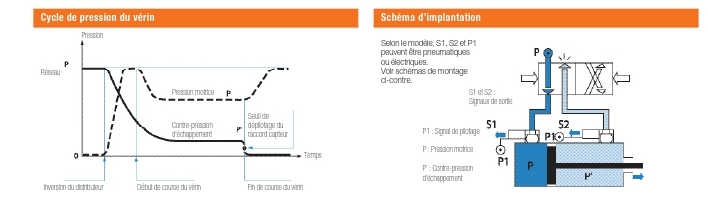 Cycle de pression du vérin
Pression
P
Réseau
Pression motrice
P
Contre-pression
d'échappement
P"
Seuil de
dépilotage du
raccord capteur
0
Temps
Inversion du distributeur
Début de course du vérin
Fin de course du vérin
Schéma d'implantation
Selon le modèle, S1, S2 et P1
peuvent être pneumatiques
ou électriques.
Voir schémas de montage
ci-contre.
P
S1 et S2 :
Signaux de sortie
P1 : Signal de pilotage
P : Pression motrice
P" : Contre-pression
d'échappement
S1
P1
S2
P1
P
P"